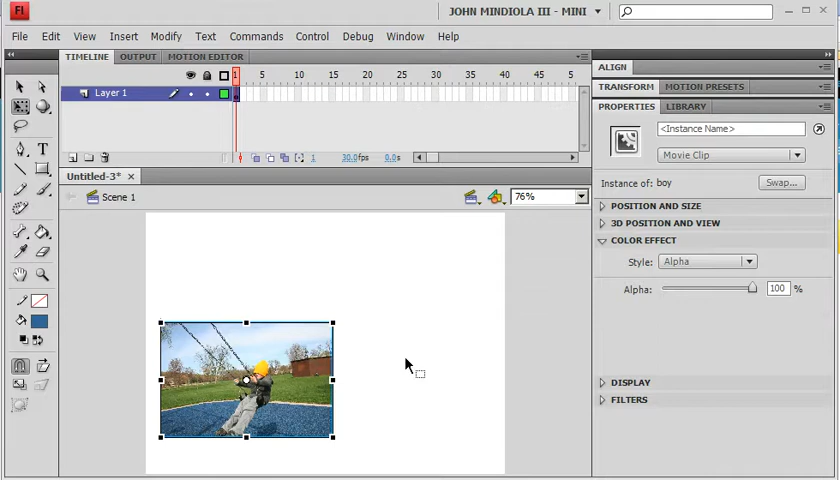 Fl
JOHN MINDIOLA III - MINI
File Edit View Insert Modify Text Commands Control Debug Window Help
TIMELINE OUTPUT MOTION EDITOR
1 5 10 15 20 25 30 35 40 45 5
Layer 1
1 30.0fps 0.0s
Untitled-3*
Scene 1
76%
T
ALIGN
TRANSFORM MOTION PRESETS
PROPERTIES LIBRARY
<Instance Name>
Movie Clip
Instance of: boy
Swap...
POSITION AND SIZE
3D POSITION AND VIEW
COLOR EFFECT
Style: Alpha
Alpha: 100 %
DISPLAY
FILTERS